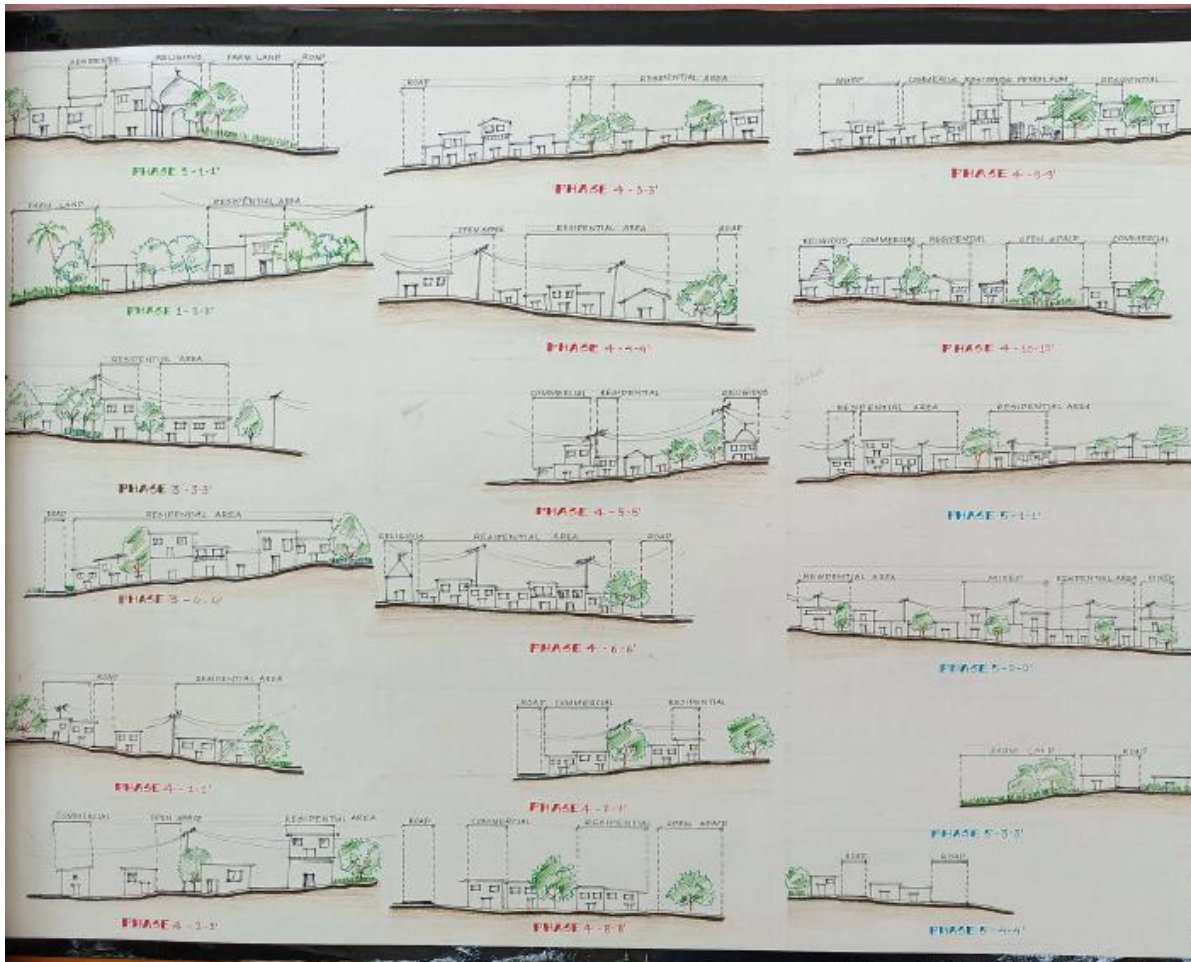 RELIGIOUS FARM LAND ROAD
PHASE 3-1-1'
FARM LAND RESIDENTIAL AREA
RESIDENTIAL AREA
PHASE 3-3-3'
ROAD RESIDENTIAL AREA
PHASE 3-4-4'
ROAD RESIDENTIAL AREA
PHASE 4-1-1'
COMMERCIAL OPEN SPACE RESIDENTIAL AREA
PHASE 4-2-2'
ROAD ROAD RESIDENTIAL AREA
PHASE 4-3-3'
OPEN SPACE RESIDENTIAL AREA ROAD
PHASE 4-4-4'
COMMERCIAL RESIDENTIAL RELIGIOUS
PHASE 4-5-5'
RELIGIOUS RESIDENTIAL AREA ROAD
PHASE 4-6-6'
ROAD COMMERCIAL RESIDENTIAL
PHASE 4-7-7'
ROAD COMMERCIAL RESIDENTIAL OPEN SPACE
PHASE 4-8-8'
MIXED COMMERCIAL RESIDENTIAL
PHASE 4-9-9'
RELIGIOUS COMMERCIAL RESIDENTIAL OPEN SPACE COMMERCIAL
PHASE 4-10-10'
RESIDENTIAL AREA RESIDENTIAL AREA
PHASE 5-1-1'
RESIDENTIAL AREA MIXED RESIDENTIAL AREA MIXED
PHASE 5-2-2'
FARM LAND ROAD
PHASE 5-3-3'
ROAD ROAD
PHASE 5-4-4'